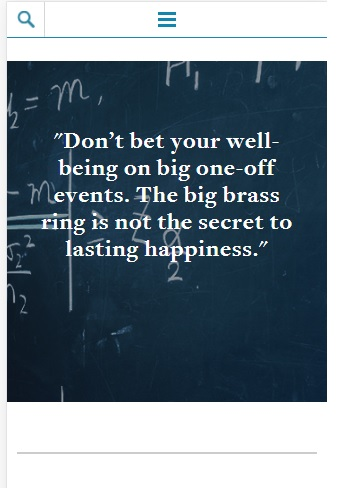 "Don’t bet your well-
being on big one-off
events. The big brass
ring is not the secret to
lasting happiness."
= m,
H,
- m
2